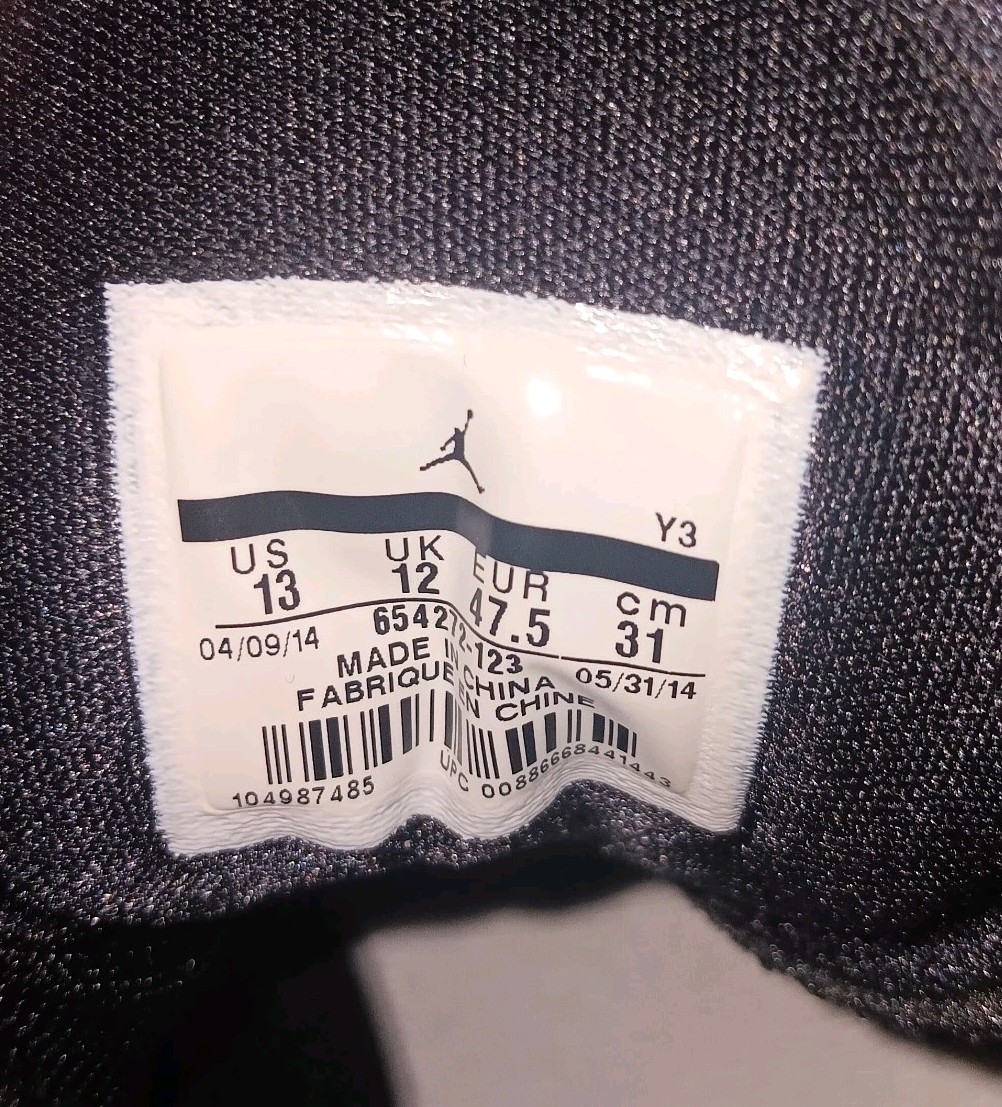 Y3
US UK EUR cm
13 12 47.5 31
04/09/14 654272-123 05/31/14
MADE IN CHINA
FABRIQUE EN CHINE
104987485 UPC 00886668441443